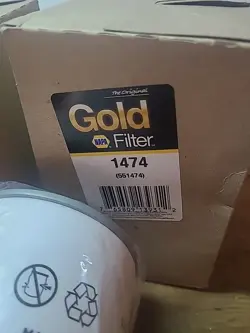 The Original
Gold
NAPA Filter
1474
(551474)